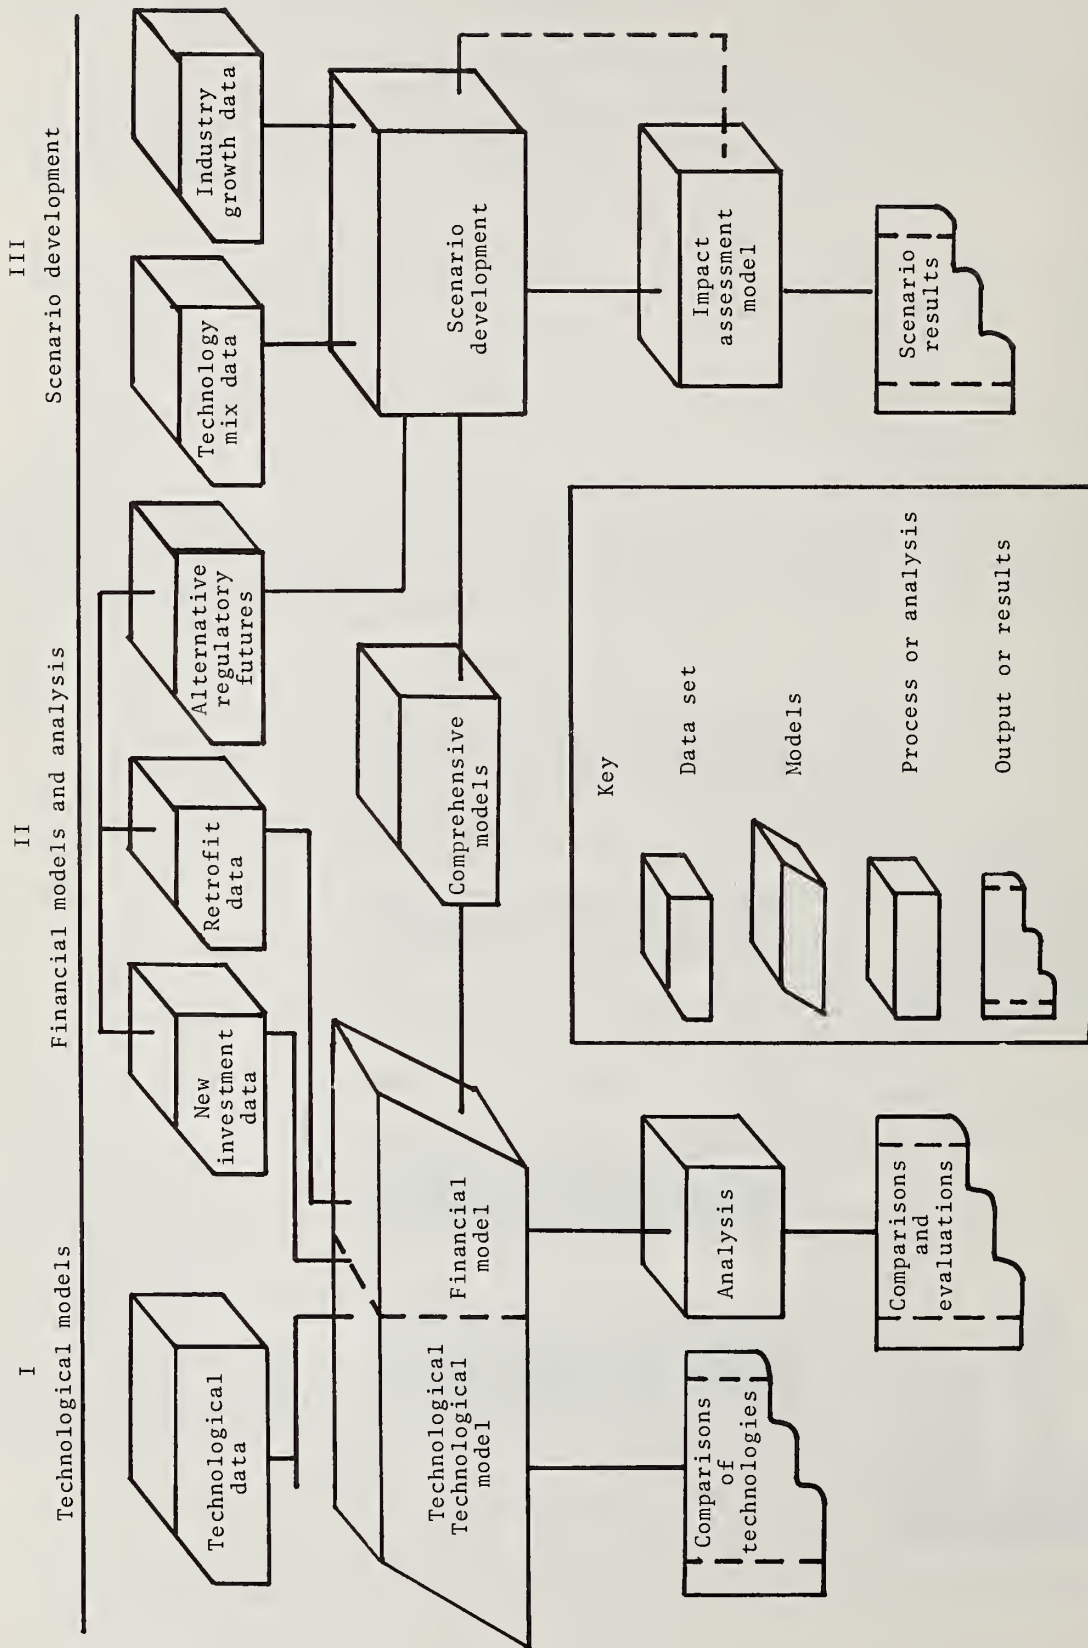 I
Technological models
II
Financial models and analysis
III
Scenario development
Technological
data
New
investment
data
Retrofit
data
Alternative
regulatory
futures
Technology
mix data
Industry
growth data
Technological
Technological
model
Financial
model
Comprehensive
models
Scenario
development
Comparisons
of
technologies
Analysis
Comparisons
and
evaluations
Impact
assessment
model
Scenario
results
Key
Data set
Models
Process or analysis
Output or results